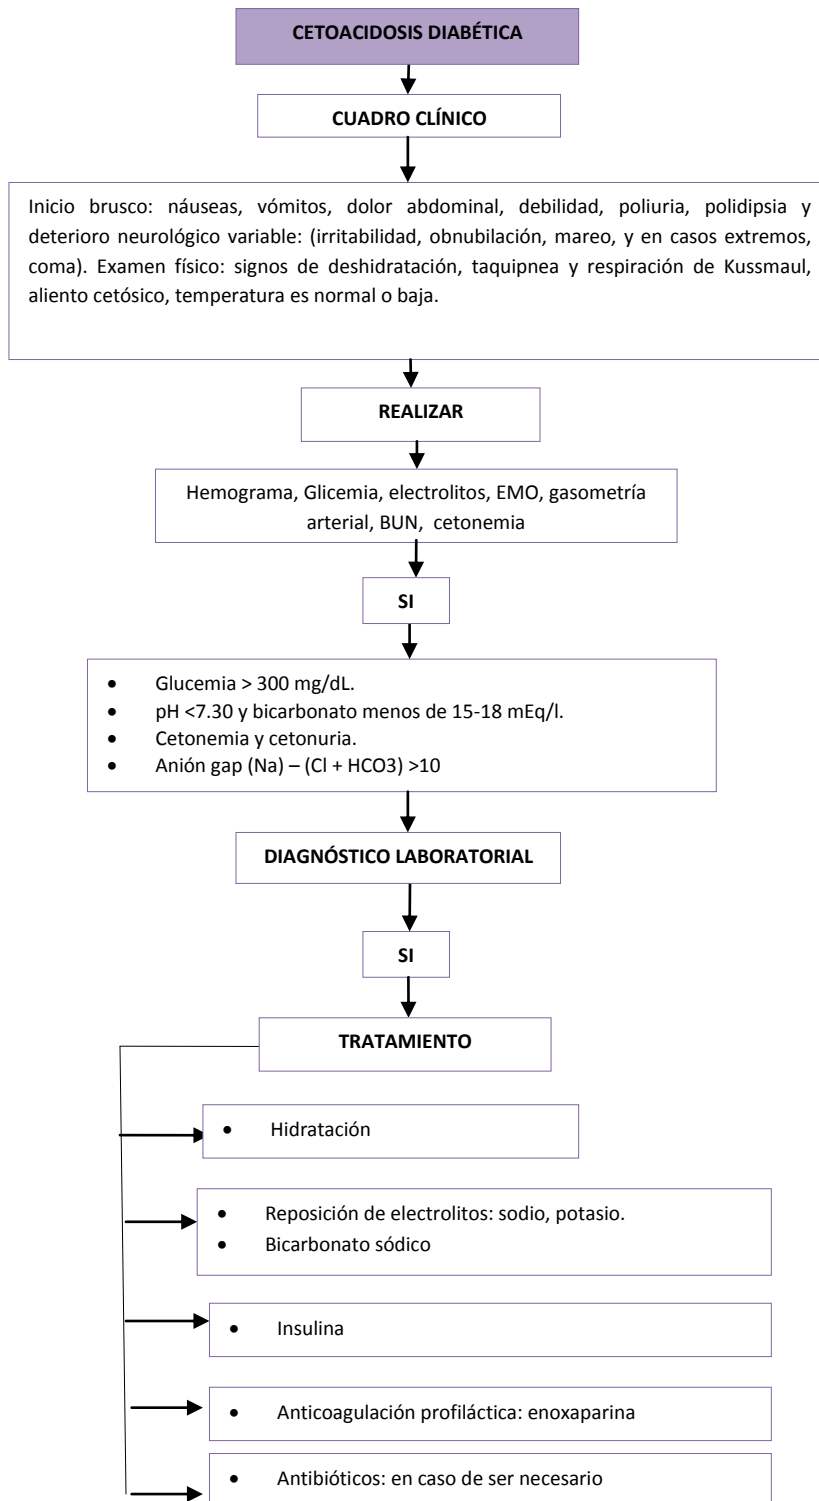 CETOACIDOSIS DIABÉTICA
CUADRO CLÍNICO
Inicio brusco: náuseas, vómitos, dolor abdominal, debilidad, poliuria, polidipsia y
deterioro neurológico variable: (irritabilidad, obnubilación, mareo, y en casos extremos,
coma). Examen físico: signos de deshidratación, taquipnea y respiración de Kussmaul,
aliento cetósico, temperatura es normal o baja.
REALIZAR
Hemograma, Glicemia, electrolitos, EMO, gasometría
arterial, BUN, cetonemia
SI
• Glucemia > 300 mg/dL.
• pH <7.30 y bicarbonato menos de 15-18 mEq/l.
• Cetonemia y cetonuria.
• Anión gap (Na) – (Cl + HCO3) >10
DIAGNÓSTICO LABORATORIAL
SI
TRATAMIENTO
• Hidratación
• Reposición de electrolitos: sodio, potasio.
• Bicarbonato sódico
• Insulina
• Anticoagulación profiláctica: enoxaparina
• Antibióticos: en caso de ser necesario